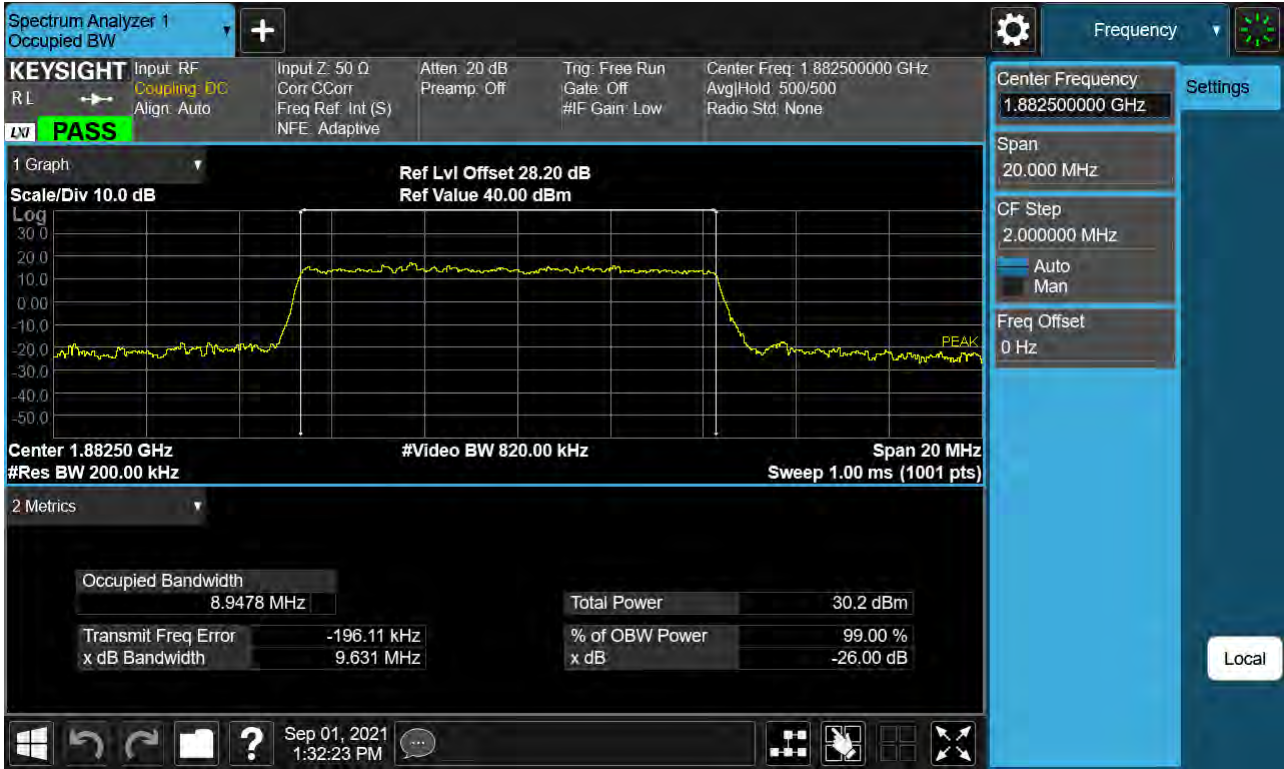 Spectrum Analyzer 1
Occupied BW
Frequency
KEYSIGHT
RL
LXI
PASS
Input: RF
Coupling: DC
Align: Auto
Input Z: 50 Ω
Corr CCorr
Freq Ref: Int (S)
NFE: Adaptive
Atten: 20 dB
Preamp: Off
Trig: Free Run
Gate: Off
#IF Gain: Low
Center Freq: 1.882500000 GHz
Avg|Hold: 500/500
Radio Std: None
1 Graph
Scale/Div 10.0 dB
Ref Lvl Offset 28.20 dB
Ref Value 40.00 dBm
Log
30.0
20.0
10.0
0.00
-10.0
-20.0
-30.0
-40.0
-50.0
PEAK
Center 1.88250 GHz
#Video BW 820.00 kHz
Span 20 MHz
#Res BW 200.00 kHz
Sweep 1.00 ms (1001 pts)
2 Metrics
Occupied Bandwidth
8.9478 MHz
Transmit Freq Error -196.11 kHz
x dB Bandwidth 9.631 MHz
Total Power 30.2 dBm
% of OBW Power 99.00 %
x dB -26.00 dB
Center Frequency
1.882500000 GHz
Span
20.000 MHz
CF Step
2.000000 MHz
Auto
Man
Freq Offset
0 Hz
Settings
Local
?
Sep 01, 2021
1:32:23 PM